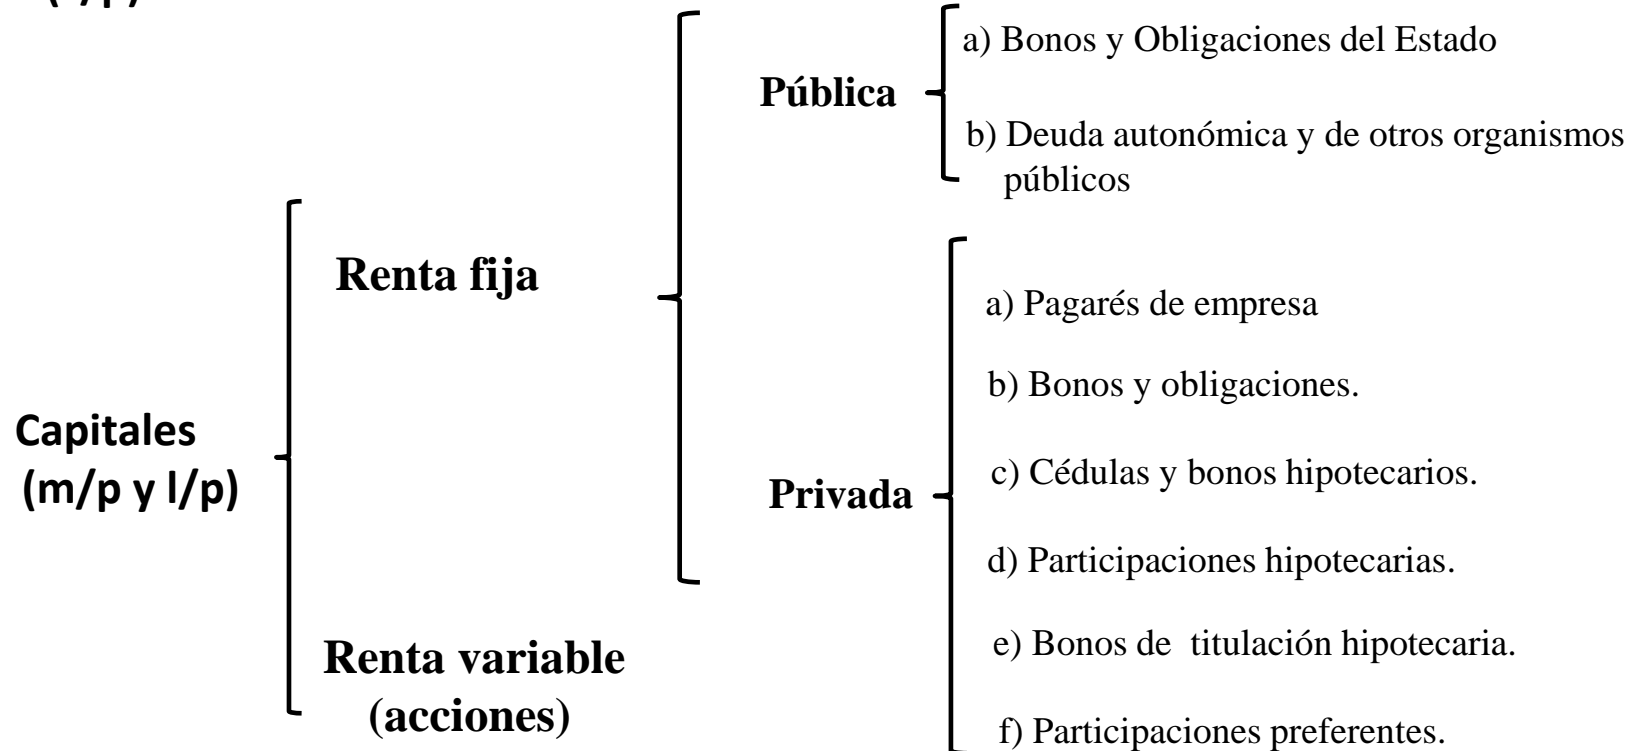 a) Bonos y Obligaciones del Estado
Pública
b) Deuda autonómica y de otros organismos
públicos
Renta fija
a) Pagarés de empresa
b) Bonos y obligaciones.
Capitales
(m/p y l/p)
c) Cédulas y bonos hipotecarios.
Privada
d) Participaciones hipotecarias.
e) Bonos de titulación hipotecaria.
Renta variable
(acciones)
f) Participaciones preferentes.